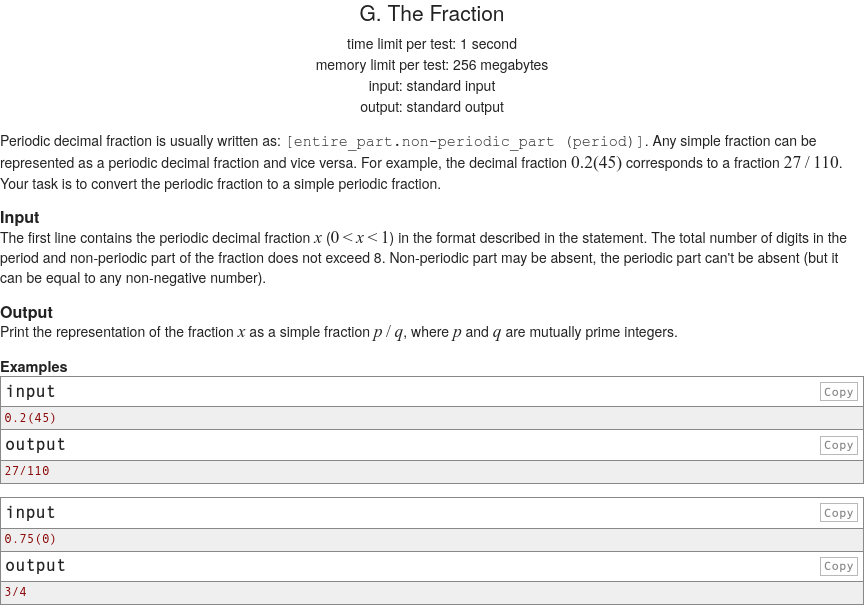 G. The Fraction
time limit per test: 1 second
memory limit per test: 256 megabytes
input: standard input
output: standard output
Periodic decimal fraction is usually written as: [entire_part.non-periodic_part (period)]. Any simple fraction can be
represented as a periodic decimal fraction and vice versa. For example, the decimal fraction 0.2(45) corresponds to a fraction 27 / 110.
Your task is to convert the periodic fraction to a simple periodic fraction.
Input
The first line contains the periodic decimal fraction x (0 < x < 1) in the format described in the statement. The total number of digits in the
period and non-periodic part of the fraction does not exceed 8. Non-periodic part may be absent, the periodic part can't be absent (but it
can be equal to any non-negative number).
Output
Print the representation of the fraction x as a simple fraction p / q, where p and q are mutually prime integers.
Examples
input Copy
0.2(45)
output Copy
27/110
input Copy
0.75(0)
output Copy
3/4